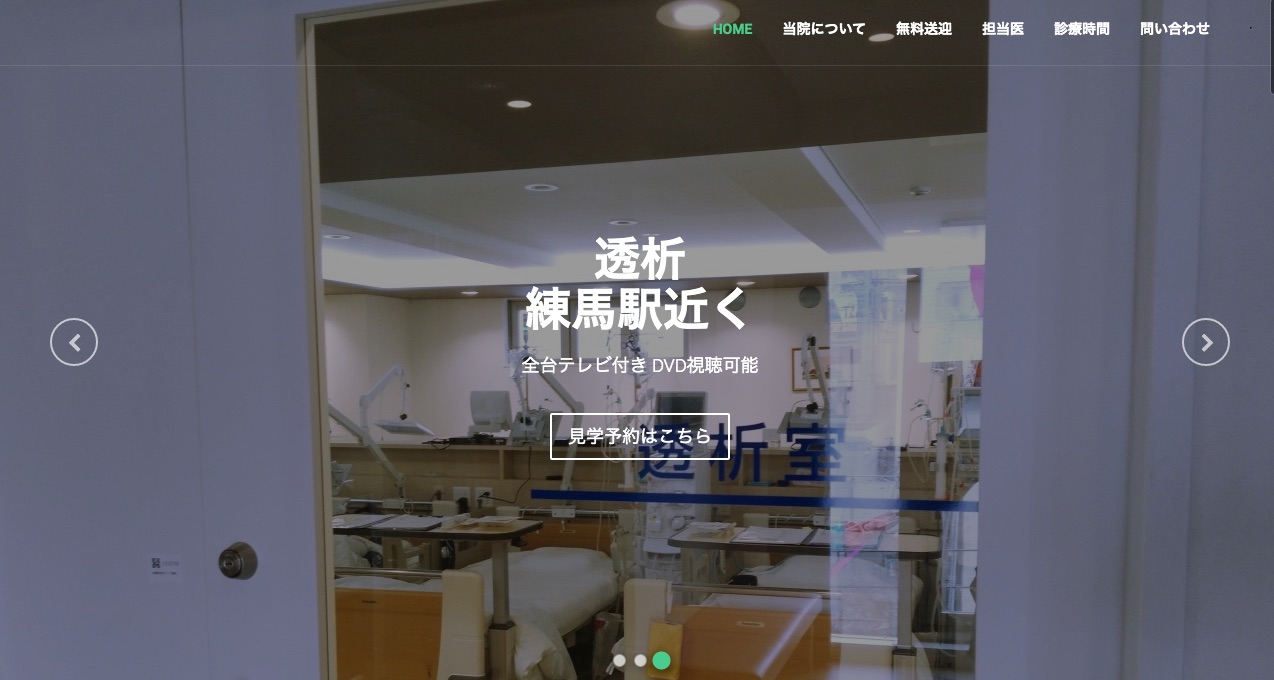 HOME 当院について 無料送迎 担当医 診療時間 問い合わせ
透析
練馬駅近く
全台テレビ付き DVD視聴可能
見学予約はこちら
透析室